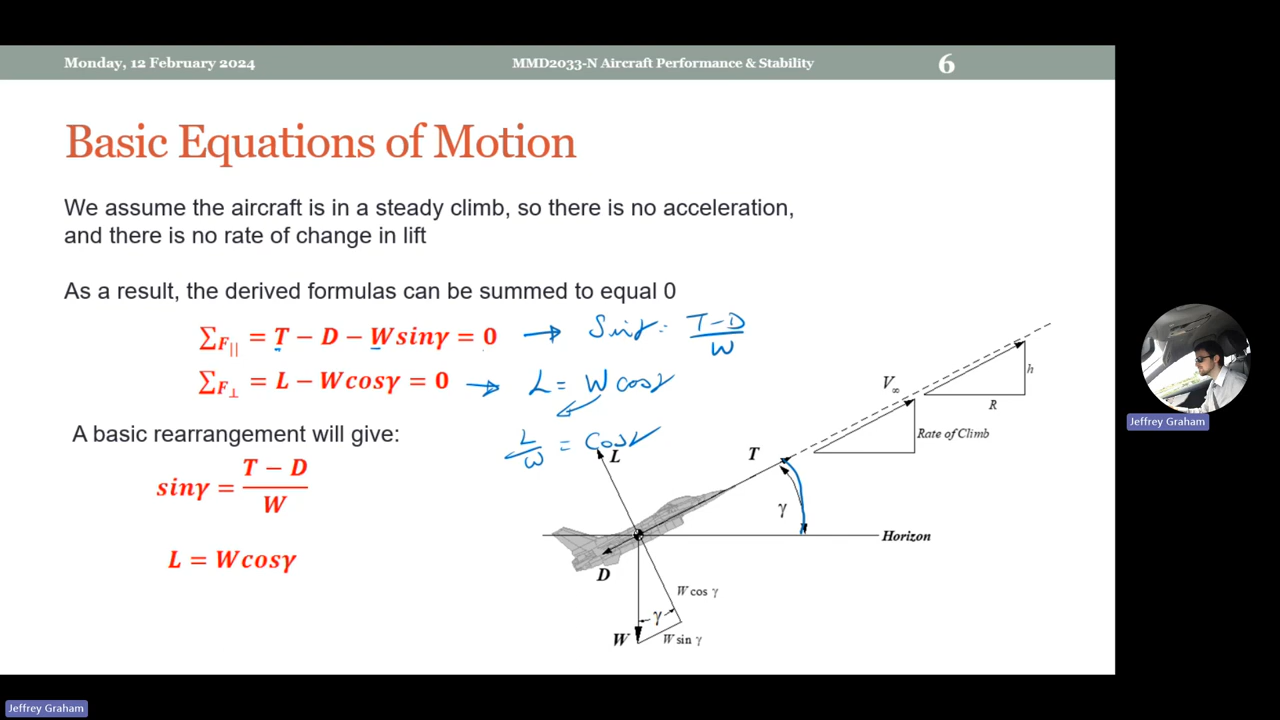 Monday, 12 February 2024
MMD2033-N Aircraft Performance & Stability
6
Basic Equations of Motion
We assume the aircraft is in a steady climb, so there is no acceleration,
and there is no rate of change in lift
As a result, the derived formulas can be summed to equal 0
∑F|| = T − D − Wsinγ = 0
Sinγ = T-D / W
∑F⊥ = L − Wcosγ = 0
L = W cosγ
L / W = Cosγ
A basic rearrangement will give:
sinγ = T − D / W
L = Wcosγ
L
T
V∞
h
R
Rate of Climb
γ
Horizon
D
W cos γ
γ
W
W sin γ
Jeffrey Graham
Jeffrey Graham